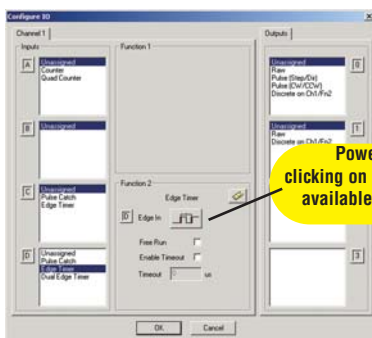 Configure IO
Channel 1
Inputs
A
Unassigned
Counter
Quad Counter
B
Unassigned
C
Unassigned
Pulse Catch
Edge Timer
D
Unassigned
Pulse Catch
Edge Timer
Dual Edge Timer
Function 1
Function 2
Edge Timer
D
Edge In
Free Run
Enable Timeout
Timeout
0
us
Outputs
Unassigned
Raw
Pulse (Step/Dir)
Pulse (CW/CCW)
Discrete on Ch1/Fn2
0
Unassigned
Raw
Discrete on Ch1/Fn2
1
3
Powe
clicking on
available
OK
Cancel